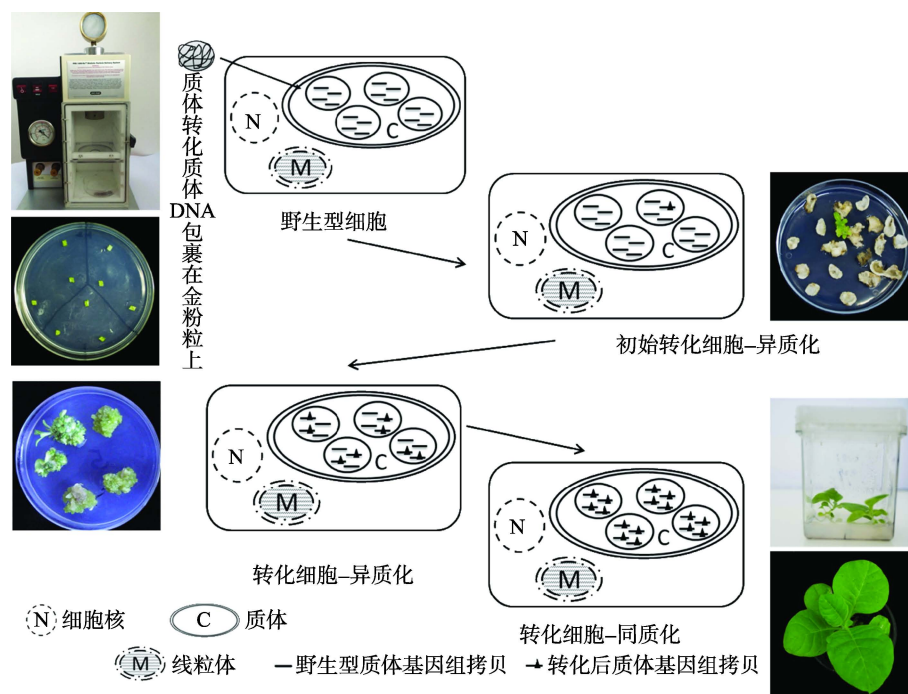 质体转化质体DNA包裹在金粉粒上
N
C
M
野生型细胞
N
C
M
初始转化细胞–异质化
N
C
M
转化细胞–异质化
N
C
M
转化细胞–同质化
N 细胞核
C 质体
M 线粒体
野生型质体基因组拷贝
转化后质体基因组拷贝